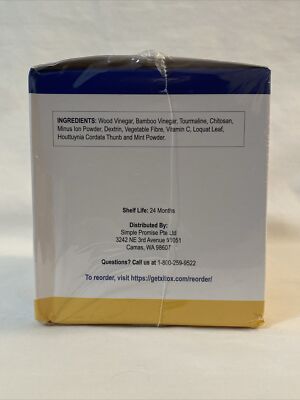 INGREDIENTS: Wood Vinegar, Bamboo Vinegar, Tourmaline, Chitosan,
Minus Ion Powder, Dextrin, Vegetable Fibre, Vitamin C, Loquat Leaf,
Houttuynia Cordata Thunb and Mint Powder.
Shelf Life: 24 Months
Distributed By:
Simple Promise Pte Ltd
3242 NE 3rd Avenue #1051
Camas, WA 98607
Questions? Call us at 1-800-259-9522
To reorder, visit https://getxitox.com/reorder/